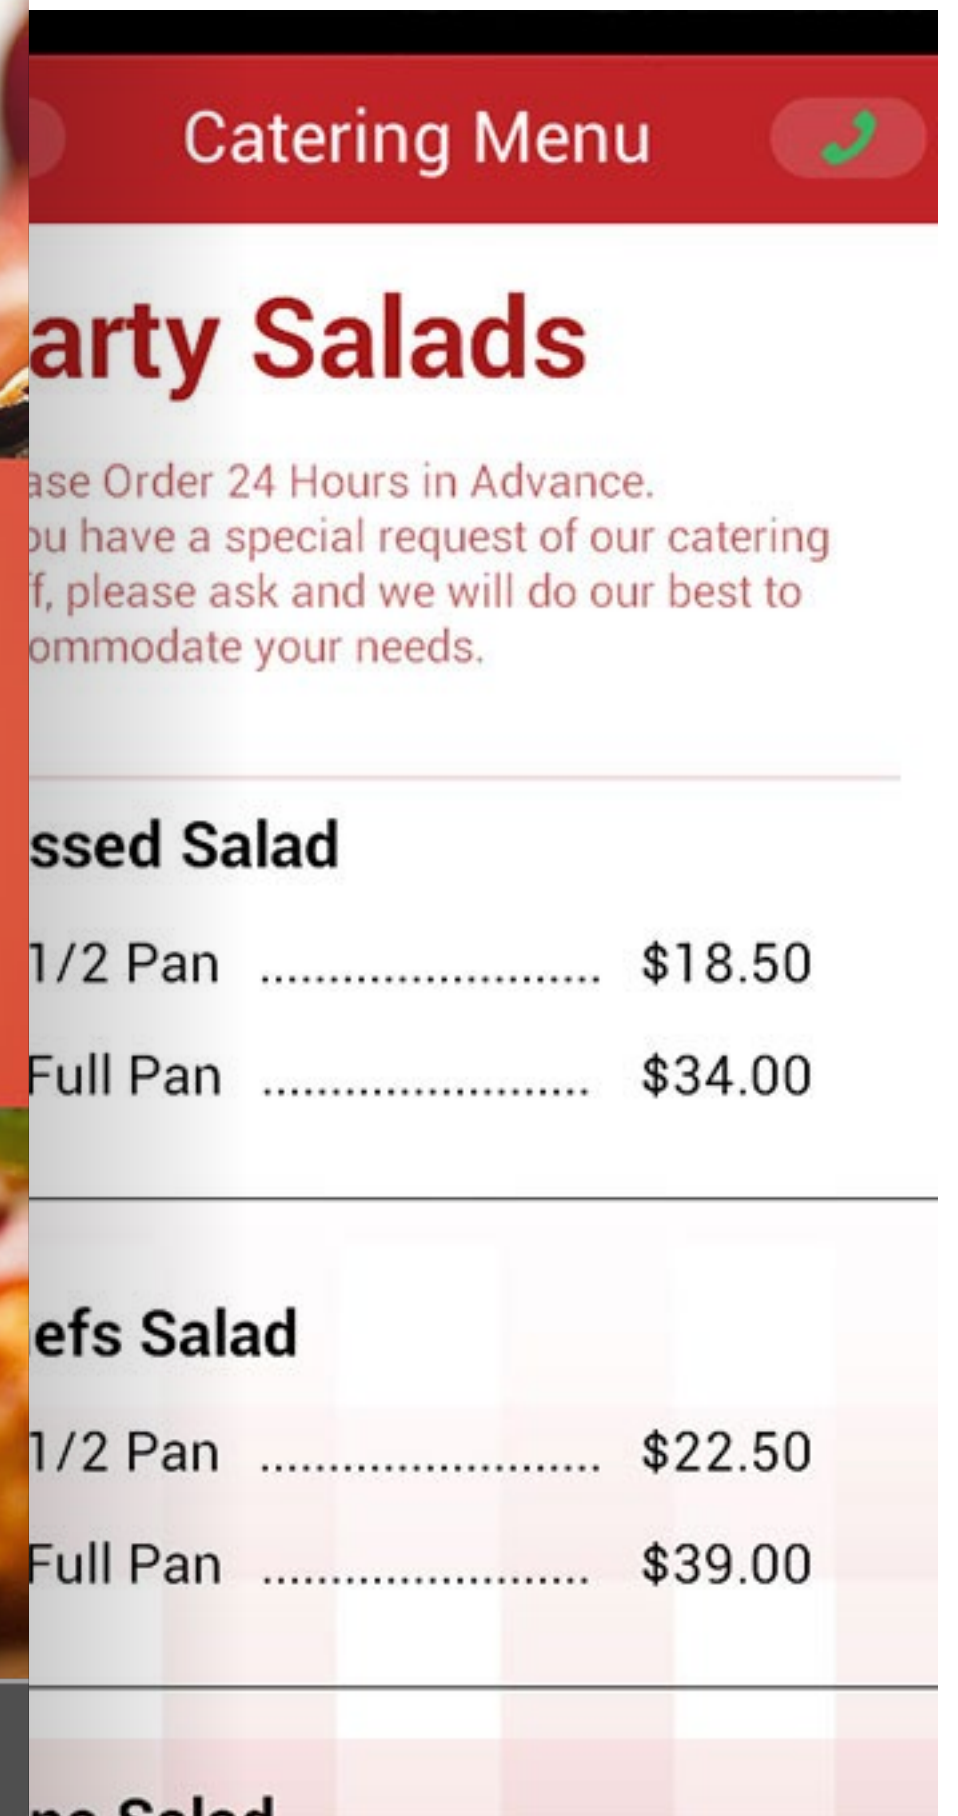 Catering Menu
arty Salads
ase Order 24 Hours in Advance.
ou have a special request of our catering
f, please ask and we will do our best to
ommodate your needs.
ssed Salad
1/2 Pan ......................... $18.50
Full Pan ........................ $34.00
efs Salad
1/2 Pan ......................... $22.50
Full Pan ........................ $39.00
Salad